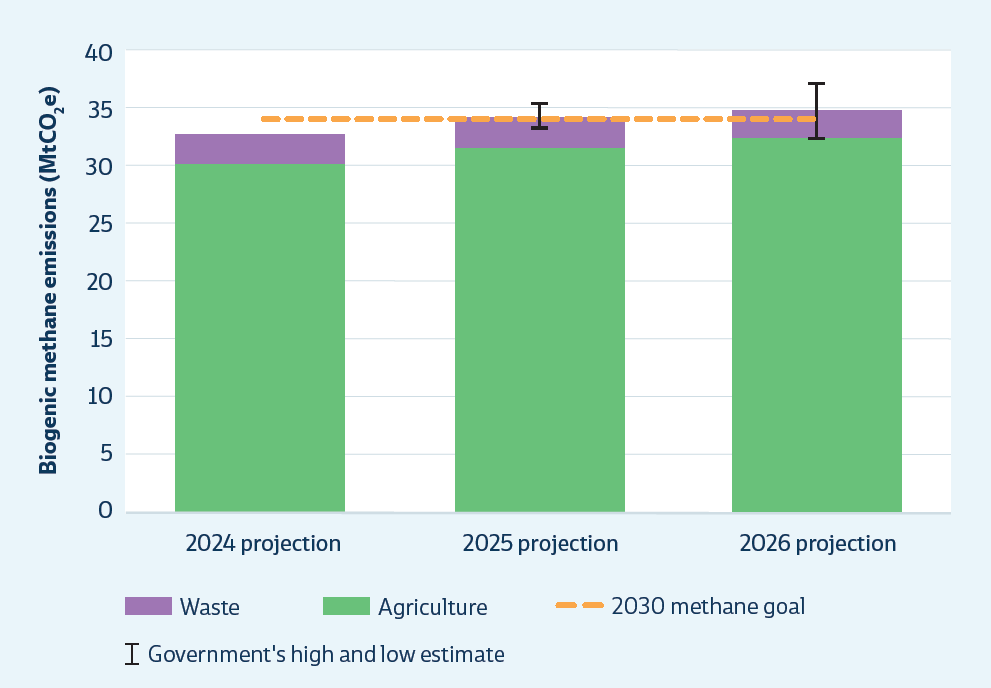 Biogenic methane emissions (MtCO₂e)
40
35
30
25
20
15
10
5
0
2024 projection
2025 projection
2026 projection
Waste
Agriculture
2030 methane goal
Government's high and low estimate